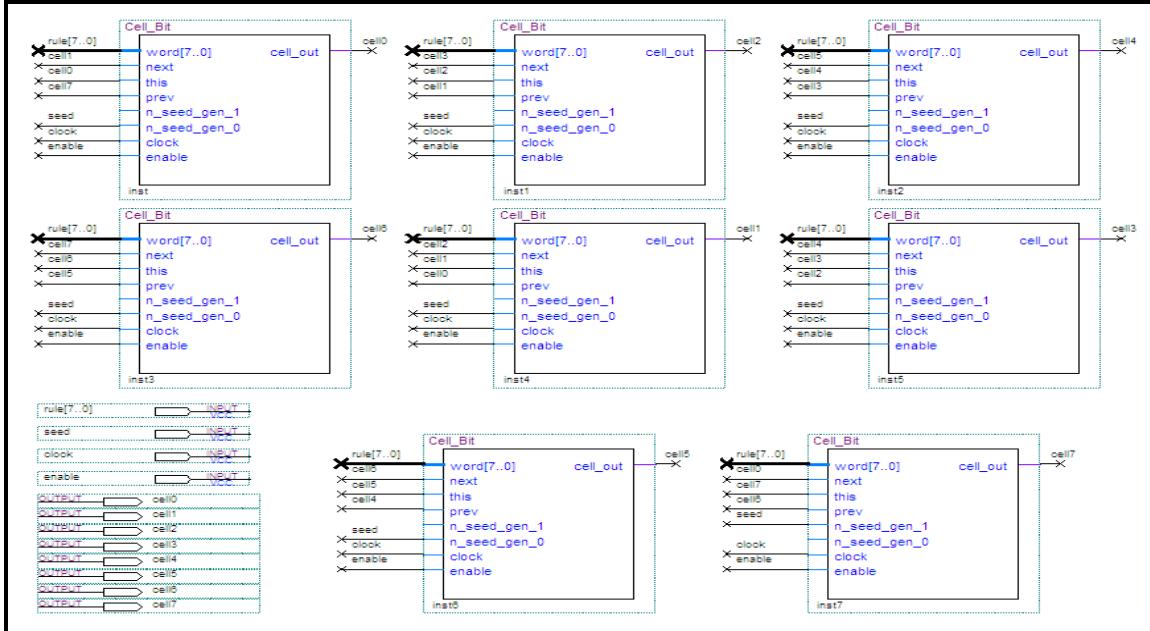 Cell_Bit
rule[7..0]
cell1
cell0
cell7
seed
clock
enable
word[7..0] cell_out
next
this
prev
n_seed_gen_1
n_seed_gen_0
clock
enable
cell0
inst
Cell_Bit
rule[7..0]
cell3
cell2
cell1
seed
clock
enable
word[7..0] cell_out
next
this
prev
n_seed_gen_1
n_seed_gen_0
clock
enable
cell2
inst1
Cell_Bit
rule[7..0]
cell5
cell4
cell3
seed
clock
enable
word[7..0] cell_out
next
this
prev
n_seed_gen_1
n_seed_gen_0
clock
enable
cell4
inst2
Cell_Bit
rule[7..0]
cell7
cell6
cell5
seed
clock
enable
word[7..0] cell_out
next
this
prev
n_seed_gen_1
n_seed_gen_0
clock
enable
cell6
inst3
Cell_Bit
rule[7..0]
cell2
cell1
cell0
seed
clock
enable
word[7..0] cell_out
next
this
prev
n_seed_gen_1
n_seed_gen_0
clock
enable
cell1
inst4
Cell_Bit
rule[7..0]
cell4
cell3
cell2
seed
clock
enable
word[7..0] cell_out
next
this
prev
n_seed_gen_1
n_seed_gen_0
clock
enable
cell3
inst5
rule[7..0] INPUT
VCC
seed INPUT
VCC
clock INPUT
VCC
enable INPUT
VCC
OUTPUT cell0
OUTPUT cell1
OUTPUT cell2
OUTPUT cell3
OUTPUT cell4
OUTPUT cell5
OUTPUT cell6
OUTPUT cell7
Cell_Bit
rule[7..0]
cell6
cell5
cell4
seed
clock
enable
word[7..0] cell_out
next
this
prev
n_seed_gen_1
n_seed_gen_0
clock
enable
cell5
inst6
Cell_Bit
rule[7..0]
cell0
cell7
cell6
seed
clock
enable
word[7..0] cell_out
next
this
prev
n_seed_gen_1
n_seed_gen_0
clock
enable
cell7
inst7